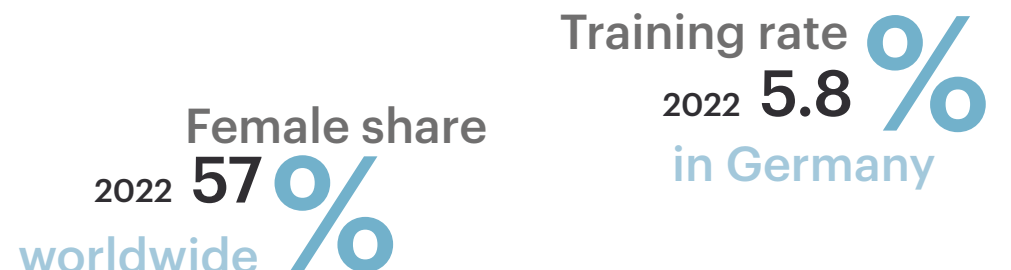 Training rate
2022 5.8 %
in Germany
Female share
2022 57 %
worldwide